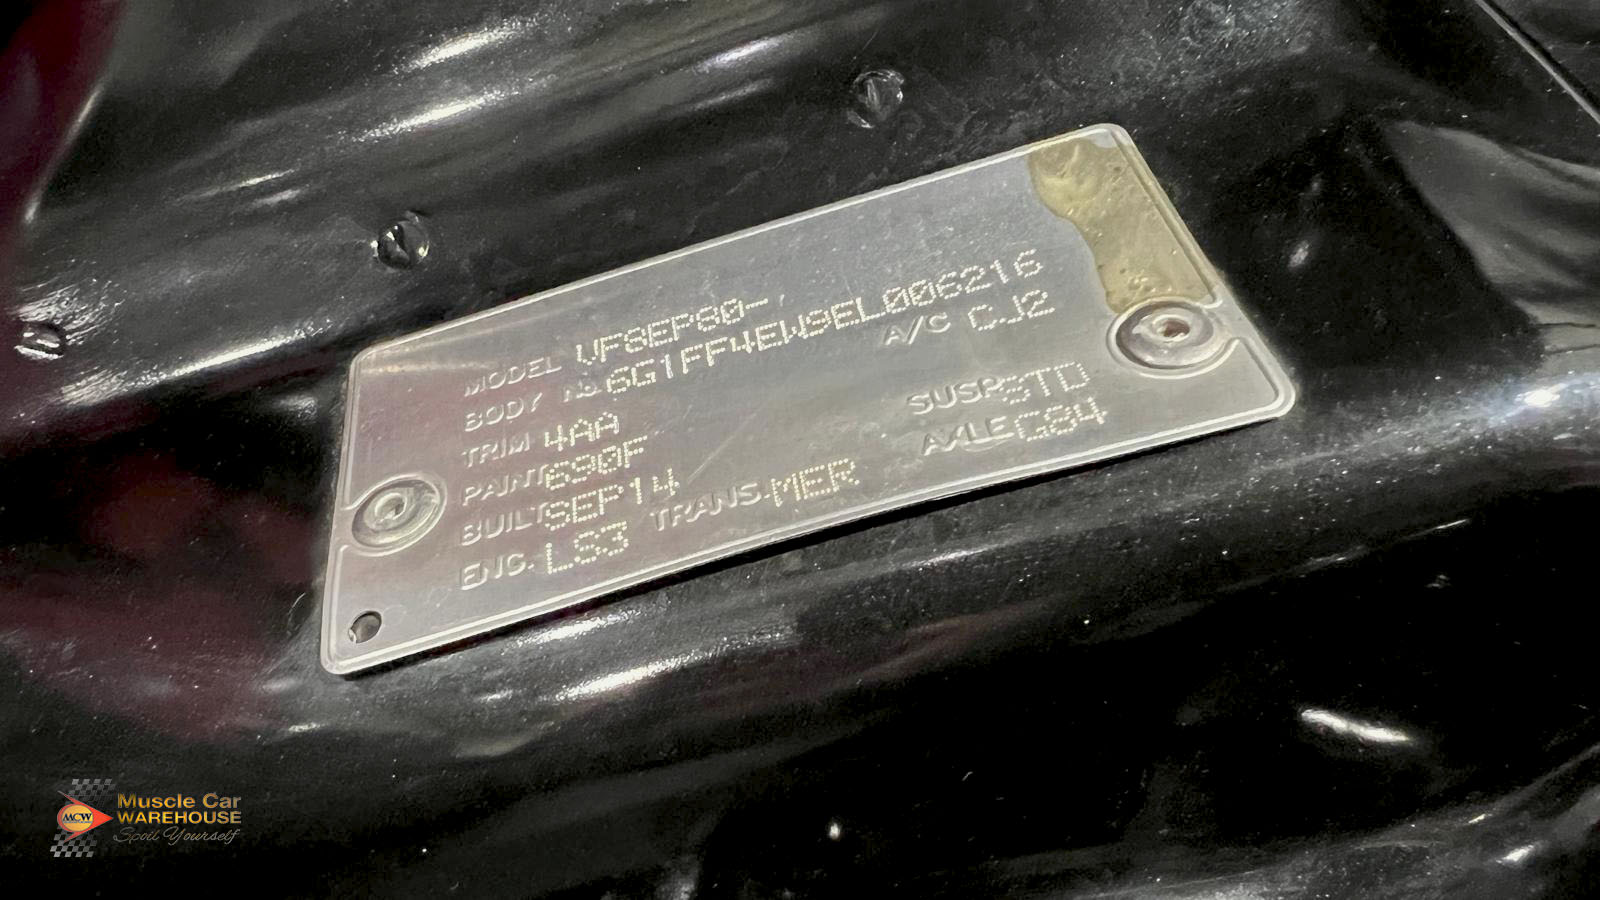 MODEL VF8EP80-
BODY No. 6G1FF4EW9EL006216
A/C CJ2
TRIM 4AA
PAINT 690F
SUSP. STD
BUILT SEP14
AXLE G84
ENG. LS3 TRANS. MER
Muscle Car
MCW WAREHOUSE
Spoil Yourself